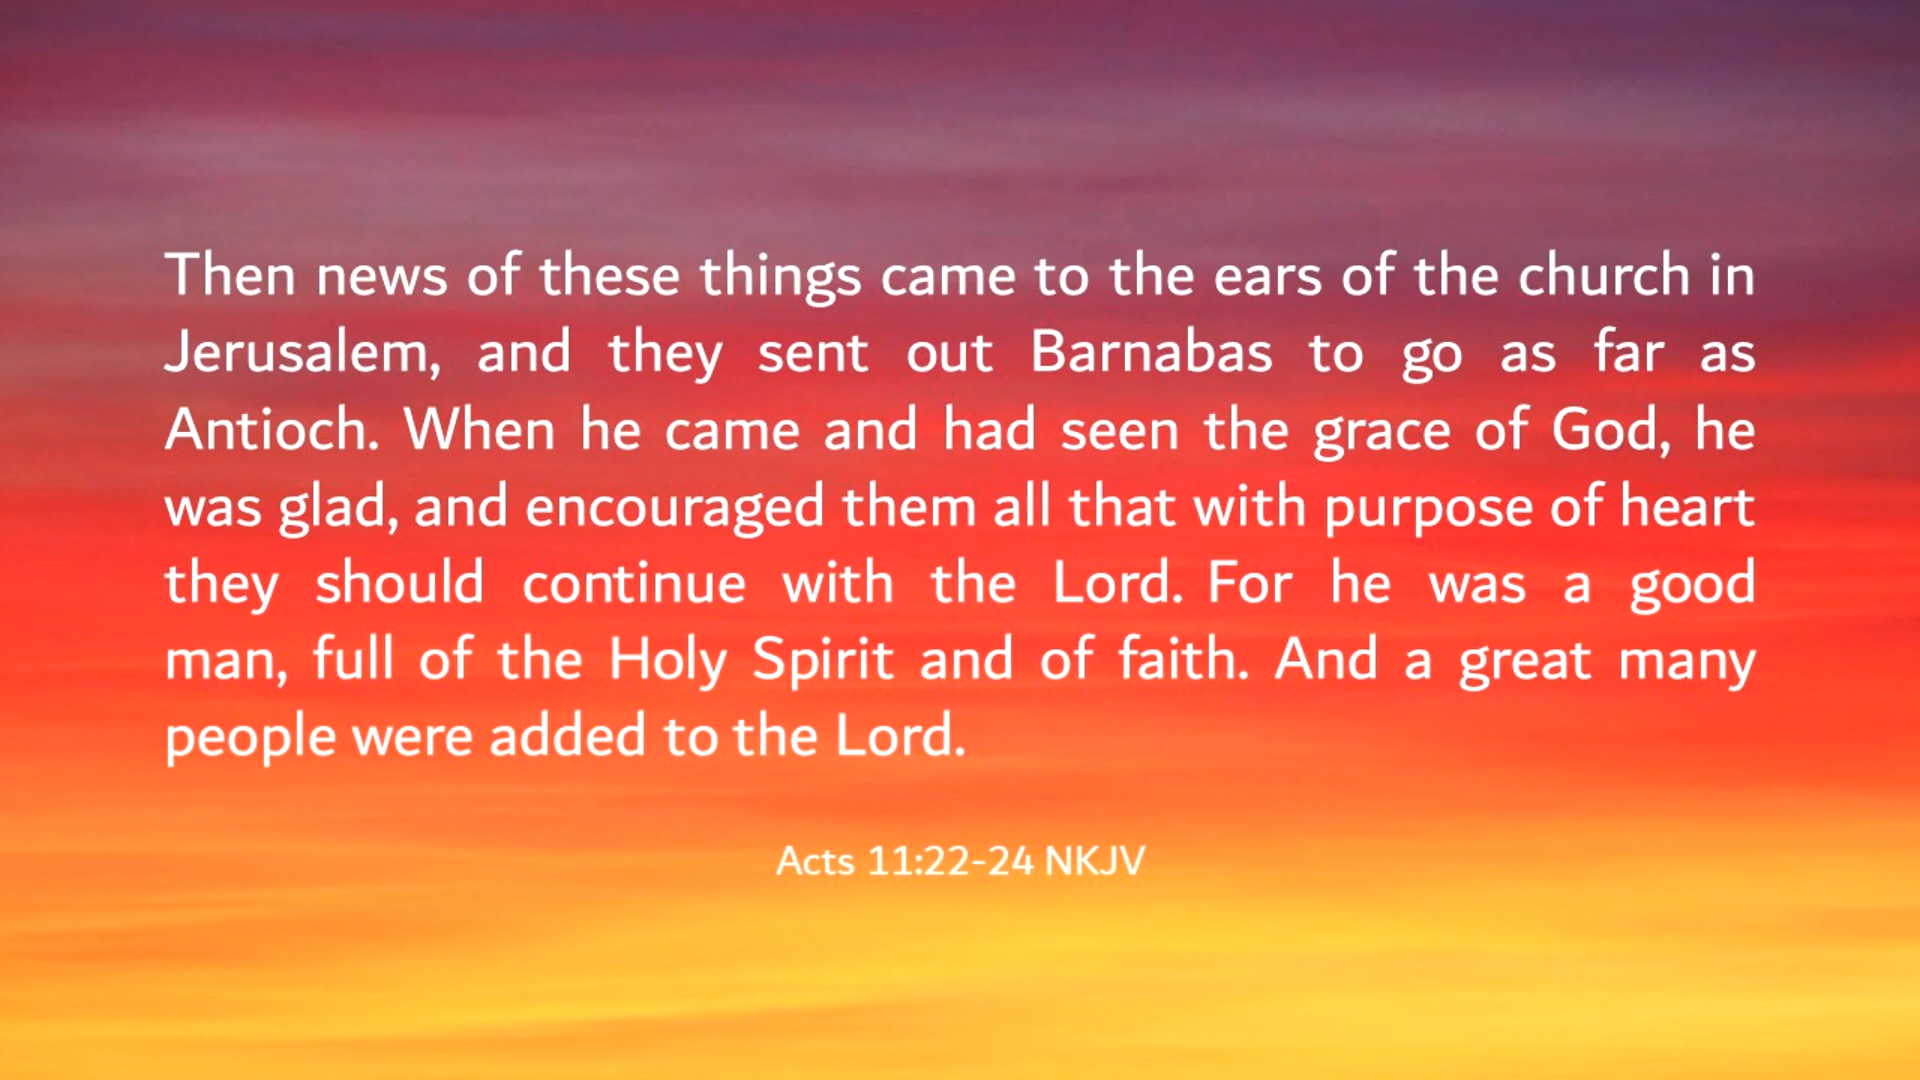 Then news of these things came to the ears of the church in
Jerusalem, and they sent out Barnabas to go as far as
Antioch. When he came and had seen the grace of God, he
was glad, and encouraged them all that with purpose of heart
they should continue with the Lord. For he was a good
man, full of the Holy Spirit and of faith. And a great many
people were added to the Lord.
Acts 11:22-24 NKJV